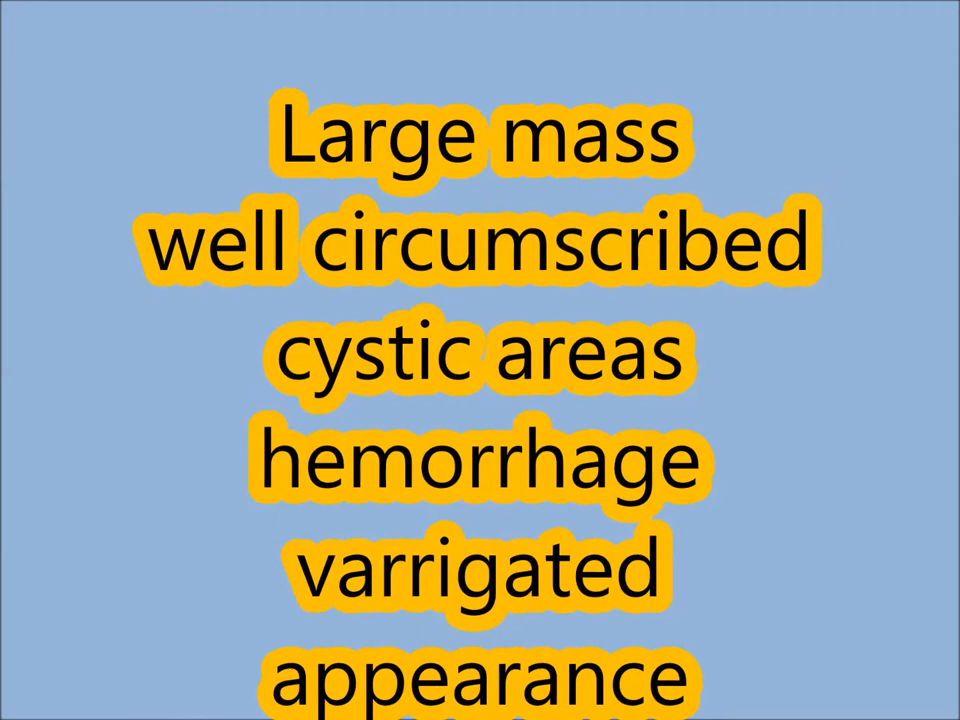 Large mass
well circumscribed
cystic areas
hemorrhage
varrigated
appearance